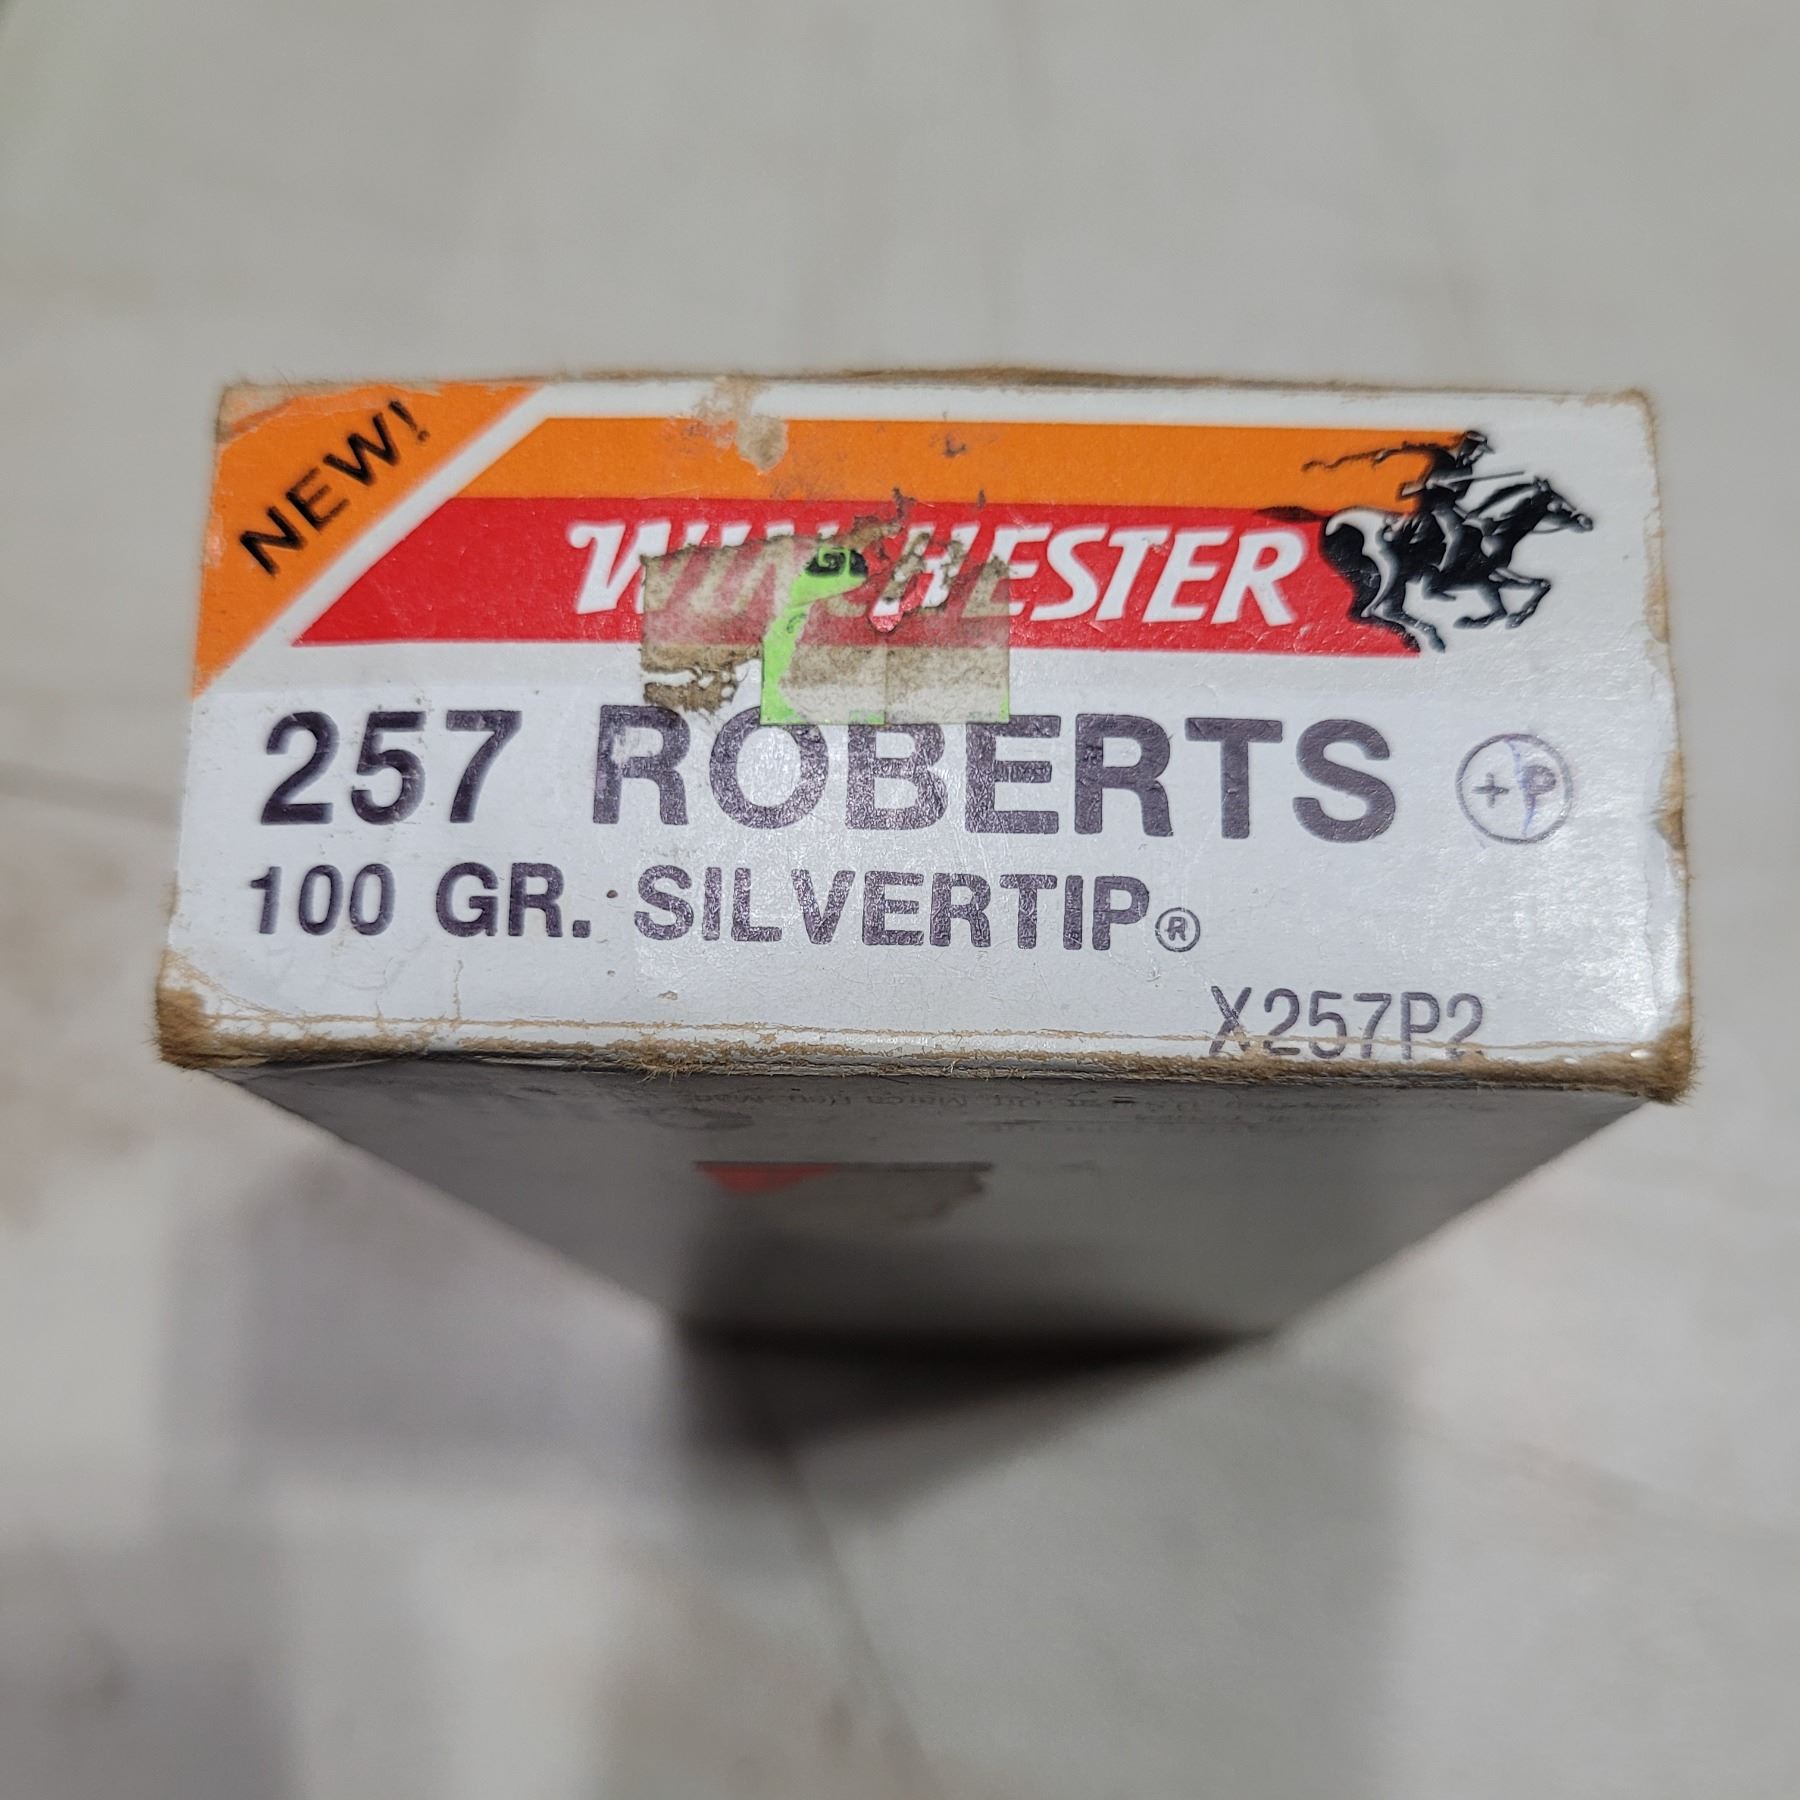 NEW!
WINCHESTER
257 ROBERTS +P
100 GR. SILVERTIP®
X257P2